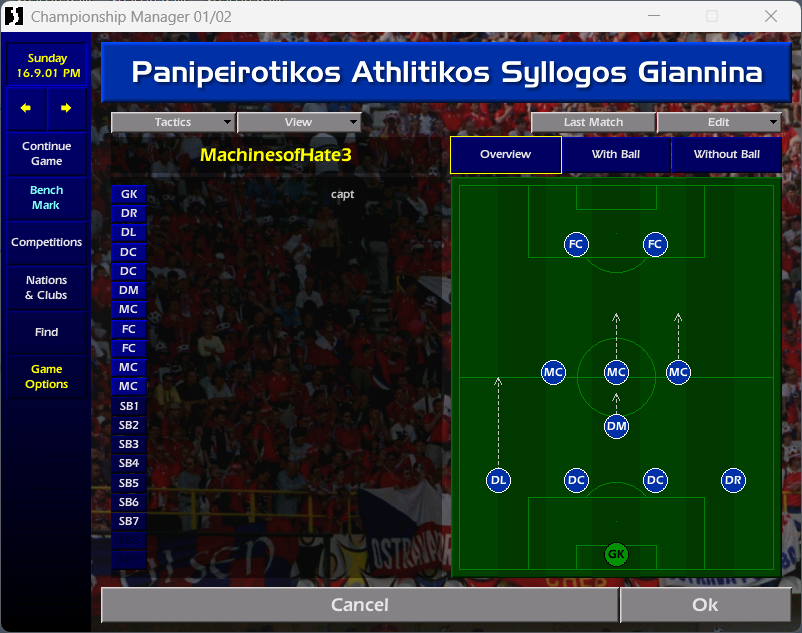 Championship Manager 01/02
Sunday
16.9.01 PM
Continue
Game
Bench
Mark
Competitions
Nations
& Clubs
Find
Game
Options
Panipeirotikos Athlitikos Syllogos Giannina
Tactics
View
Last Match
Edit
MachinesofHate3
Overview
With Ball
Without Ball
GK
capt
DR
DL
DC
DC
DM
MC
FC
FC
MC
MC
SB1
SB2
SB3
SB4
SB5
SB6
SB7
FC
FC
MC
MC
MC
DM
DL
DC
DC
DR
GK
OSTRAVA
Cancel
Ok